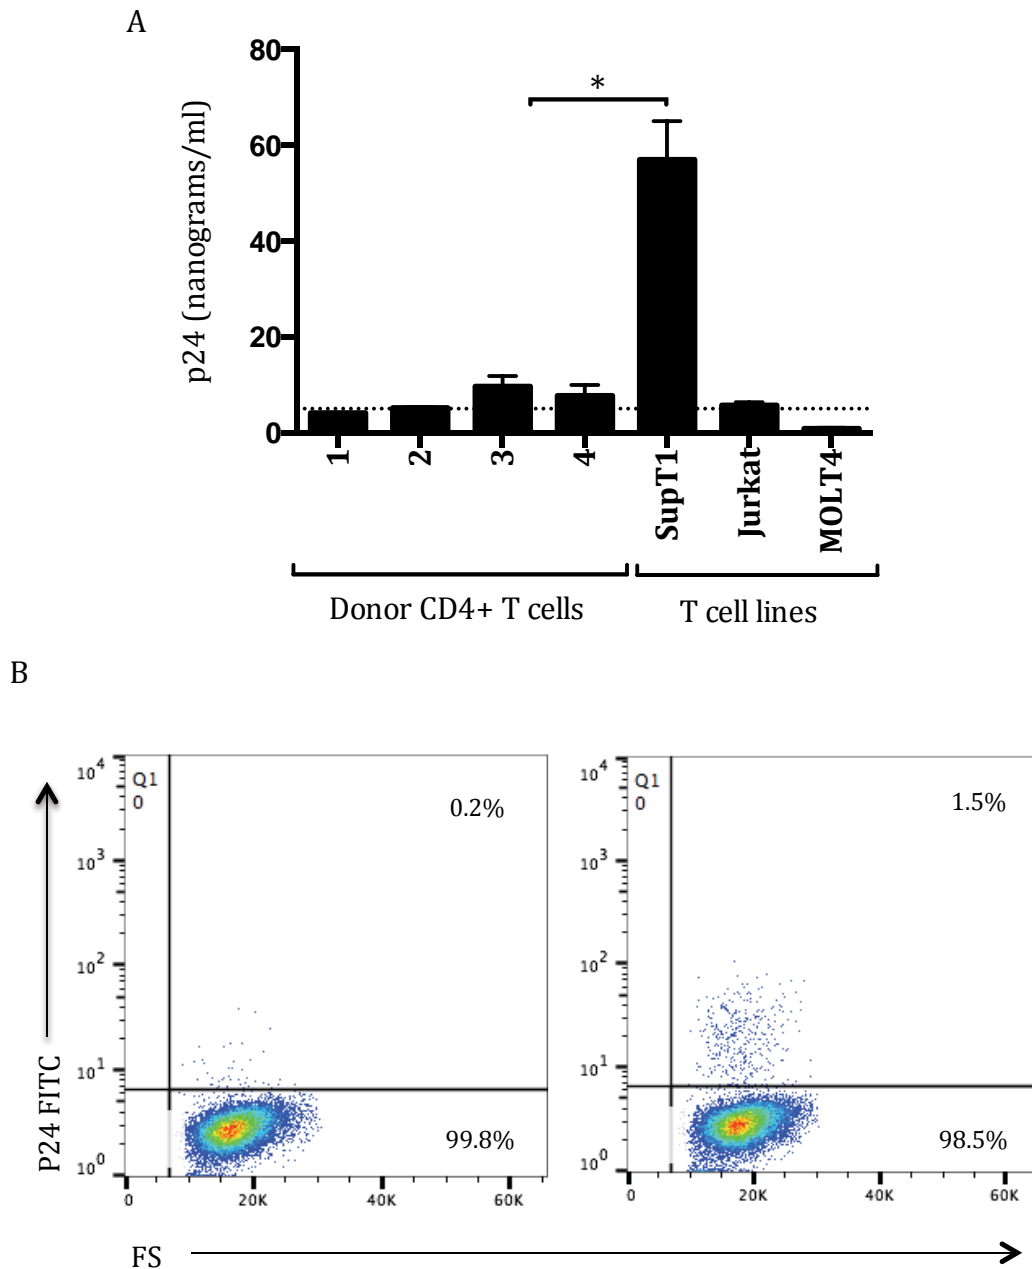 A
80
60
40
20
0
p24 (nanograms/ml)
*
1
2
3
4
SupT1
Jurkat
MOLT4
Donor CD4+ T cells
T cell lines
B
10^4
10^3
10^2
10^1
10^0
Q1
0
0.2%
99.8%
0
20K
40K
60K
10^4
10^3
10^2
10^1
10^0
Q1
0
1.5%
98.5%
0
20K
40K
60K
P24 FITC
FS